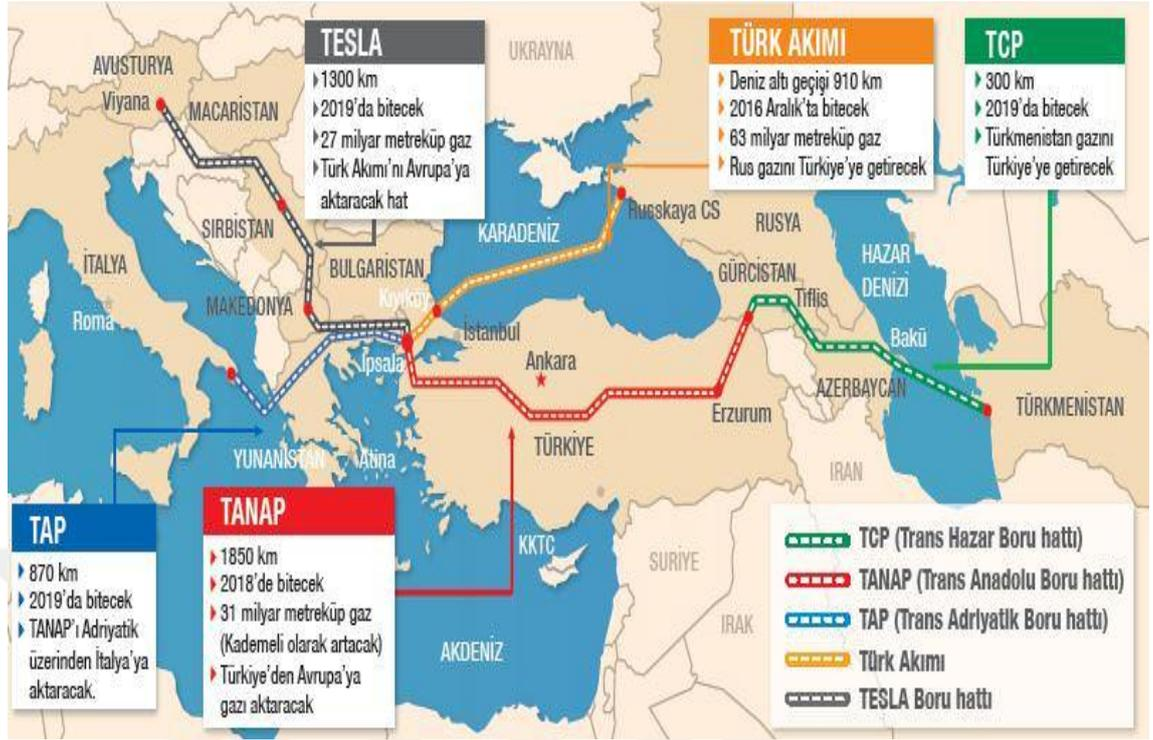 TESLA
1300 km
2019'da bitecek
27 milyar metreküp gaz
Türk Akımı'nı Avrupa'ya
aktaracak hat
TÜRK AKIMI
Deniz altı geçişi 910 km
2016 Aralık'ta bitecek
63 milyar metreküp gaz
Rus gazını Türkiye'ye getirecek
TCP
300 km
2019'da bitecek
Türkmenistan gazını
Türkiye'ye getirecek
UKRAYNA
AVUSTURYA
Viyana
MACARİSTAN
SIRBİSTAN
KARADENİZ
Russkaya CS
RUSYA
İTALYA
BULGARİSTAN
GÜRCİSTAN
HAZAR
DENİZİ
MAKEDONYA
Kıyıköy
Tiflis
Roma
İstanbul
Bakü
İpsala
Ankara
AZERBAYCAN
Erzurum
TÜRKMENİSTAN
TÜRKİYE
YUNANİSTAN
Atina
IRAN
TAP
870 km
2019'da bitecek
TANAP'ı Adriyatik
üzerinden İtalya'ya
aktaracak.
TANAP
1850 km
2018'de bitecek
31 milyar metreküp gaz
(Kademeli olarak artacak)
Türkiye'den Avrupa'ya
gazı aktaracak
KKTC
SURİYE
IRAK
AKDENİZ
TCP (Trans Hazar Boru hattı)
TANAP (Trans Anadolu Boru hattı)
TAP (Trans Adriyatik Boru hattı)
Türk Akımı
TESLA Boru hattı